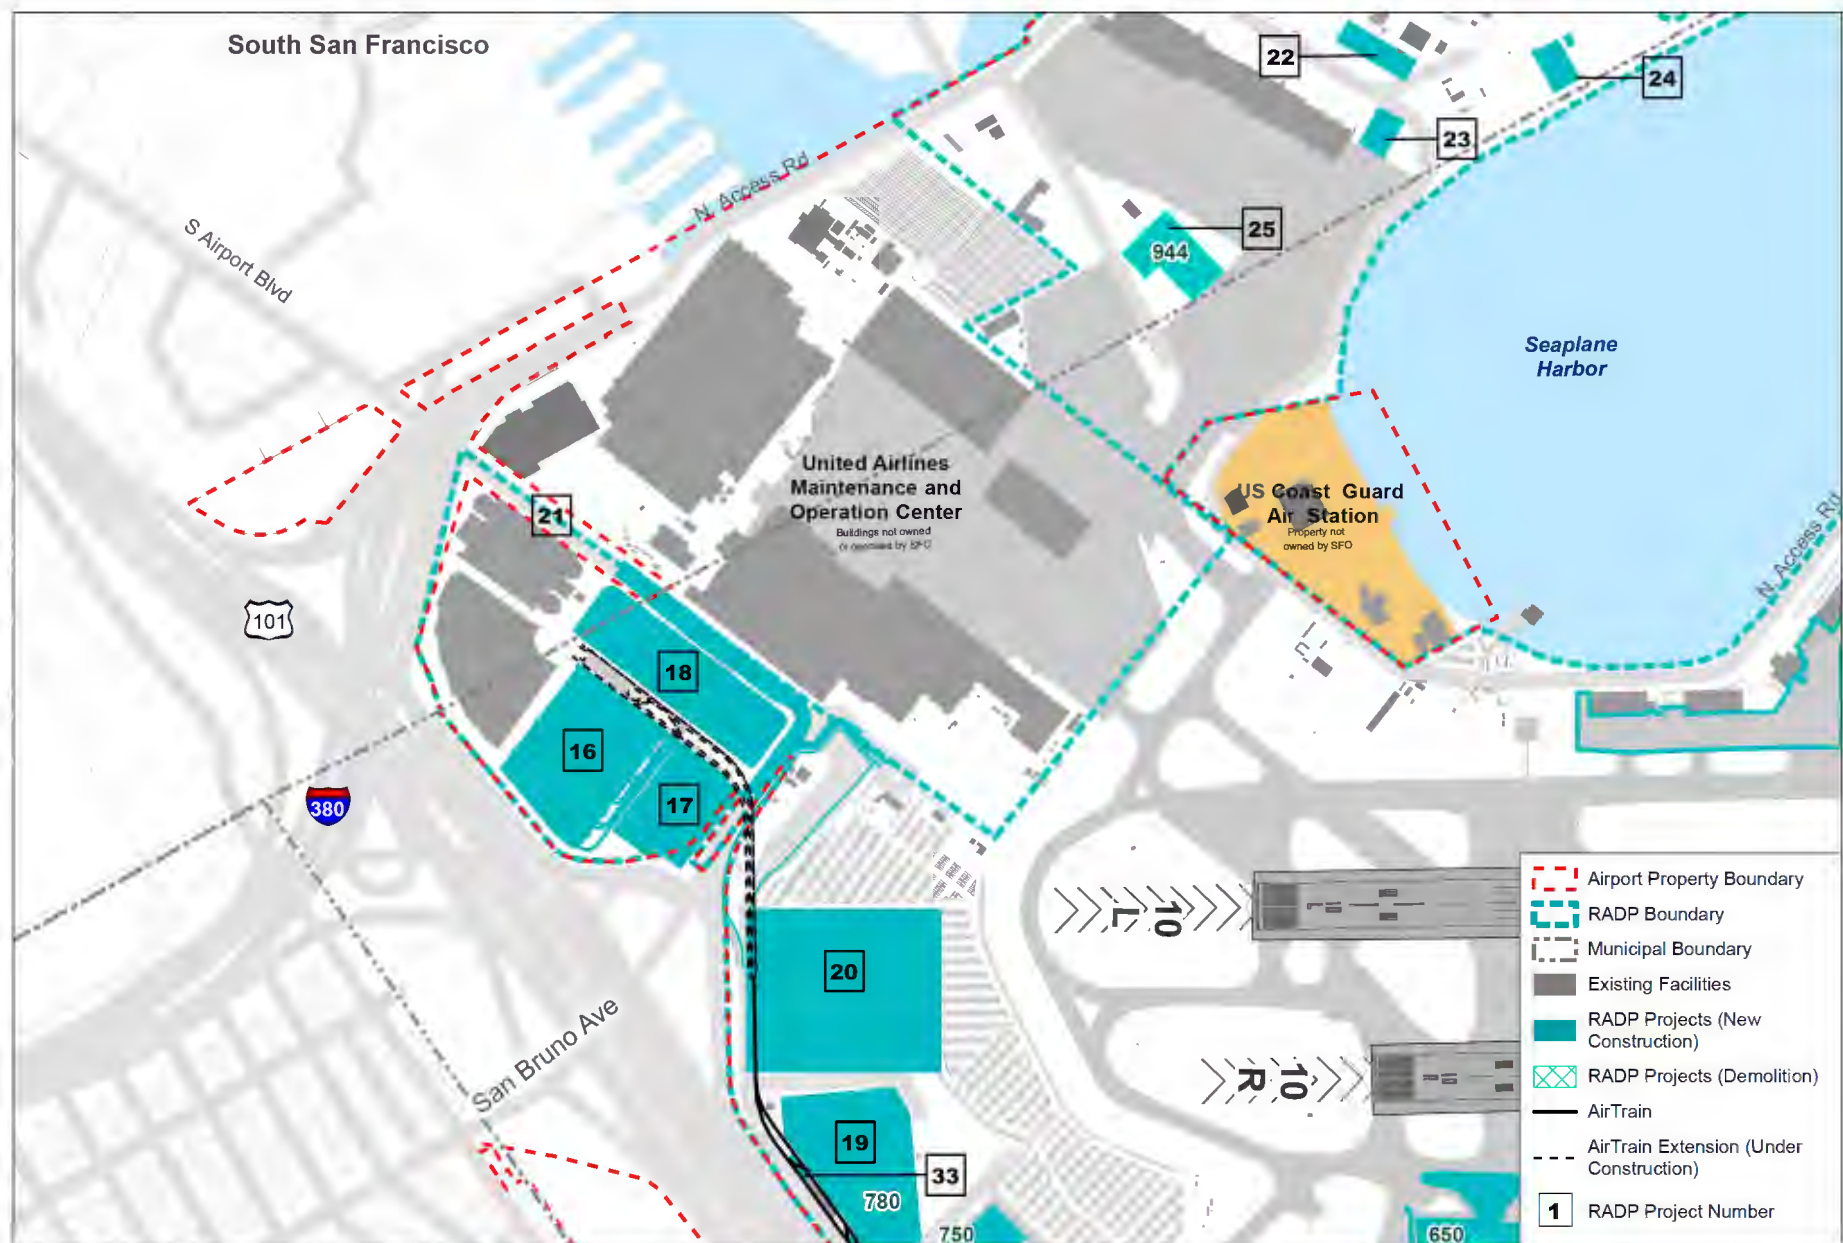 South San Francisco
22
24
23
N. Access Rd
S Airport Blvd
25
944
Seaplane
Harbor
United Airlines
Maintenance and
Operation Center
Buildings not owned
or operated by SFO
US Coast Guard
Air Station
Property not
owned by SFO
21
N. Access Rd
101
18
16
17
380
20
10
L
10
R
San Bruno Ave
19
33
780
750
650
Airport Property Boundary
RADP Boundary
Municipal Boundary
Existing Facilities
RADP Projects (New
Construction)
RADP Projects (Demolition)
AirTrain
AirTrain Extension (Under
Construction)
1 RADP Project Number